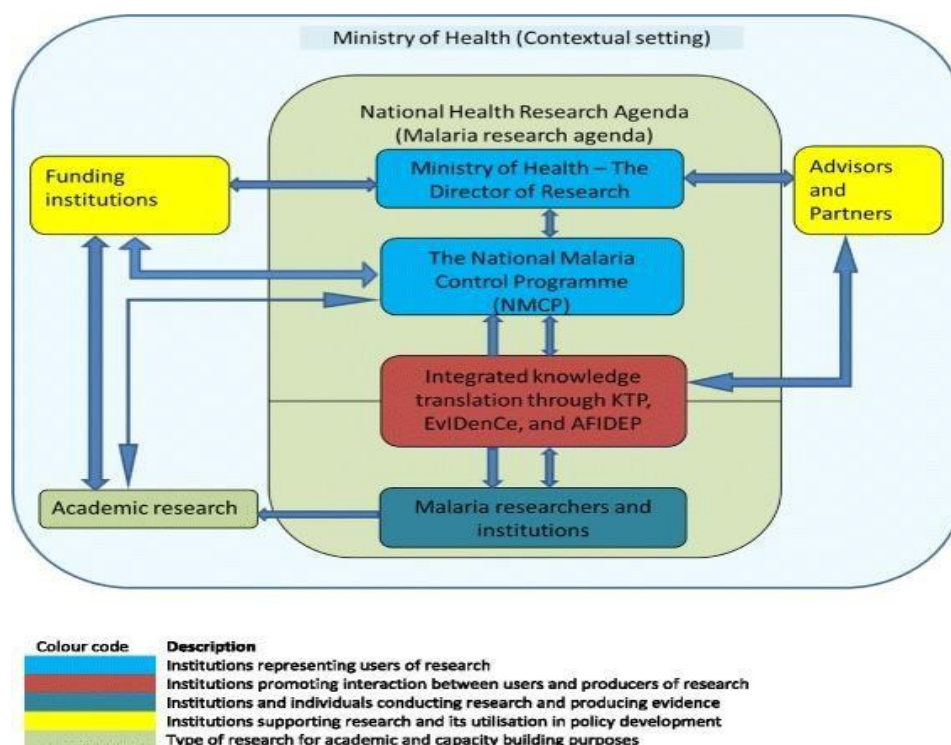 Ministry of Health (Contextual setting)
National Health Research Agenda
(Malaria research agenda)
Funding
institutions
Ministry of Health – The
Director of Research
Advisors
and
Partners
The National Malaria
Control Programme
(NMCP)
Integrated knowledge
translation through KTP,
EvIDenCe, and AFIDEP
Academic research
Malaria researchers and
institutions
Colour code Description
Institutions representing users of research
Institutions promoting interaction between users and producers of research
Institutions and individuals conducting research and producing evidence
Institutions supporting research and its utilisation in policy development
Type of research for academic and capacity building purposes